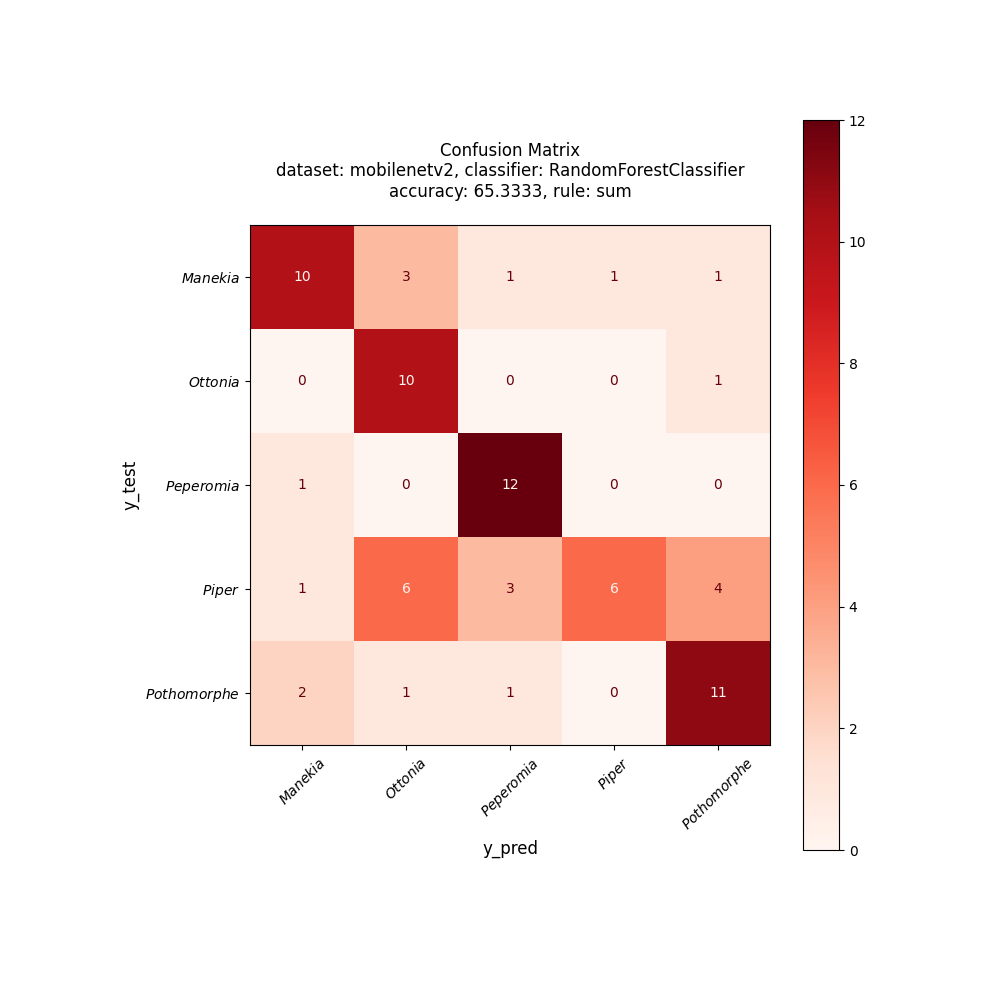 Confusion Matrix
dataset: mobilenetv2, classifier: RandomForestClassifier
accuracy: 65.3333, rule: sum
Manekia 10 3 1 1 1
Ottonia 0 10 0 0 1
Peperomia 1 0 12 0 0
Piper 1 6 3 6 4
Pothomorphe 2 1 1 0 11
y_test
Manekia Ottonia Peperomia Piper Pothomorphe
y_pred
12
10
8
6
4
2
0